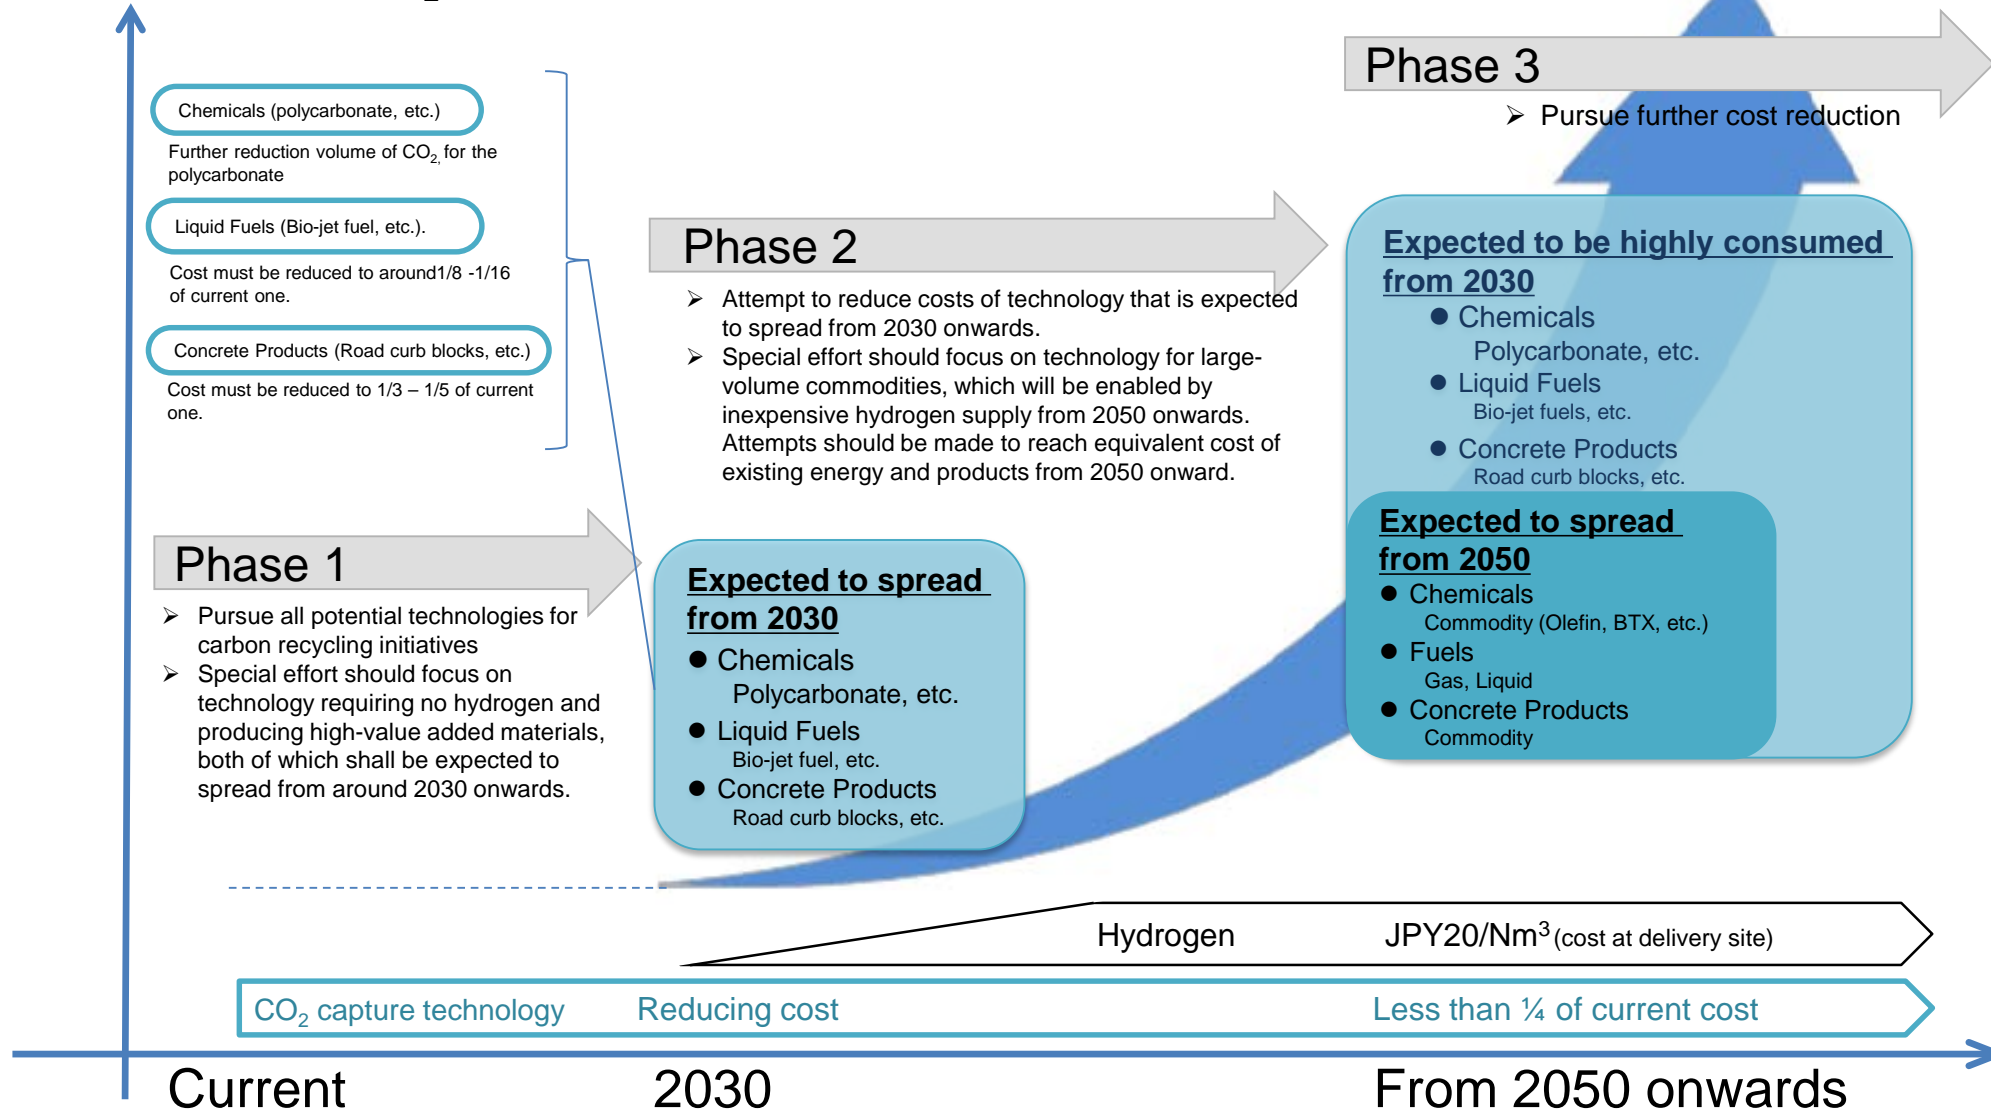 Chemicals (polycarbonate, etc.)
Further reduction volume of CO₂, for the
polycarbonate
Liquid Fuels (Bio-jet fuel, etc.).
Cost must be reduced to around1/8 -1/16
of current one.
Concrete Products (Road curb blocks, etc.)
Cost must be reduced to 1/3 – 1/5 of current
one.
Phase 1
➢ Pursue all potential technologies for
carbon recycling initiatives
➢ Special effort should focus on
technology requiring no hydrogen and
producing high-value added materials,
both of which shall be expected to
spread from around 2030 onwards.
Phase 2
➢ Attempt to reduce costs of technology that is expected
to spread from 2030 onwards.
➢ Special effort should focus on technology for large-
volume commodities, which will be enabled by
inexpensive hydrogen supply from 2050 onwards.
Attempts should be made to reach equivalent cost of
existing energy and products from 2050 onward.
Expected to spread
from 2030
● Chemicals
Polycarbonate, etc.
● Liquid Fuels
Bio-jet fuel, etc.
● Concrete Products
Road curb blocks, etc.
Phase 3
➢ Pursue further cost reduction
Expected to be highly consumed
from 2030
● Chemicals
Polycarbonate, etc.
● Liquid Fuels
Bio-jet fuels, etc.
● Concrete Products
Road curb blocks, etc.
Expected to spread
from 2050
● Chemicals
Commodity (Olefin, BTX, etc.)
● Fuels
Gas, Liquid
● Concrete Products
Commodity
Hydrogen JPY20/Nm³ (cost at delivery site)
CO₂ capture technology Reducing cost Less than ¼ of current cost
Current 2030 From 2050 onwards